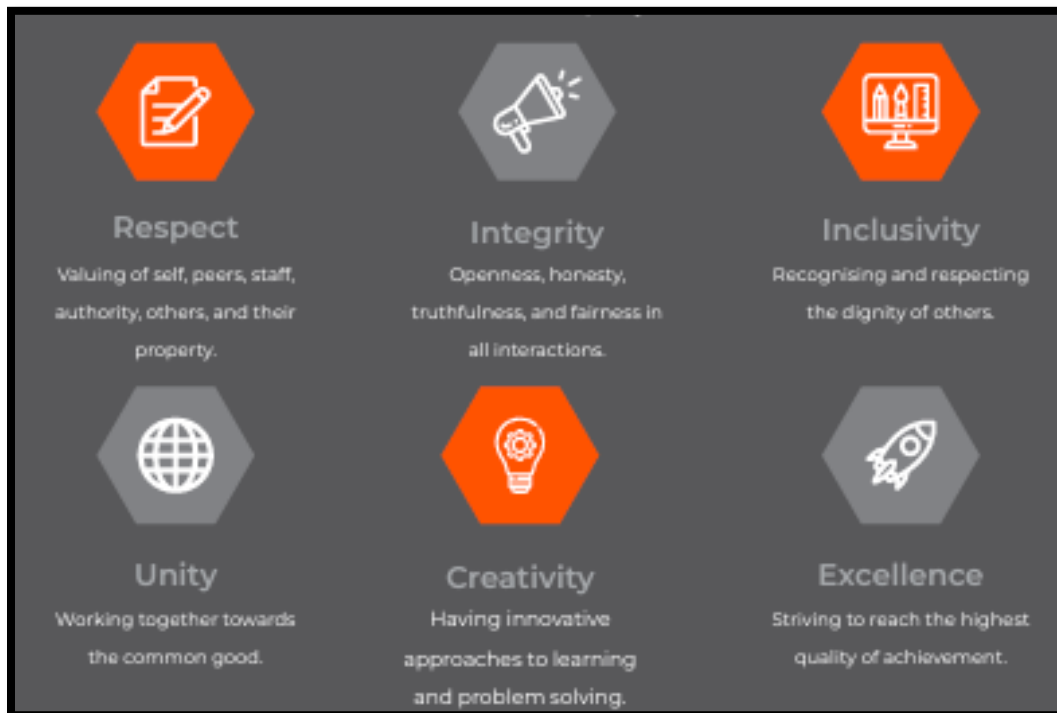 Respect
Valuing of self, peers, staff,
authority, others, and their
property.
Integrity
Openness, honesty,
truthfulness, and fairness in
all interactions.
Inclusivity
Recognising and respecting
the dignity of others.
Unity
Working together towards
the common good.
Creativity
Having innovative
approaches to learning
and problem solving.
Excellence
Striving to reach the highest
quality of achievement.